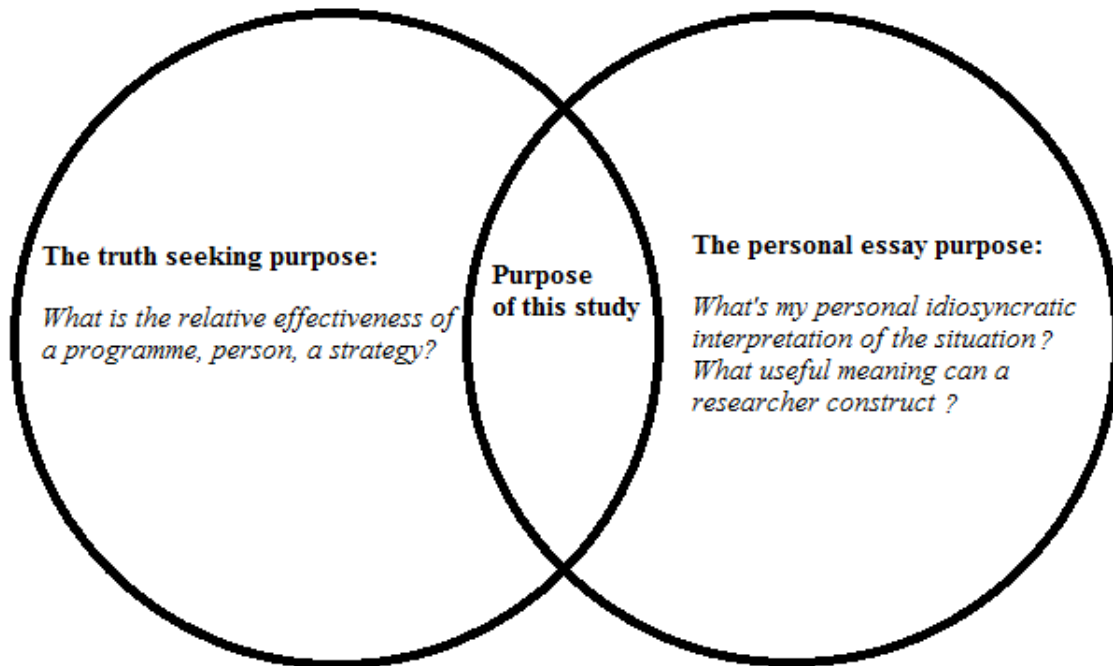 The truth seeking purpose:
What is the relative effectiveness of
a programme, person, a strategy?
Purpose
of this study
The personal essay purpose:
What's my personal idiosyncratic
interpretation of the situation ?
What useful meaning can a
researcher construct ?